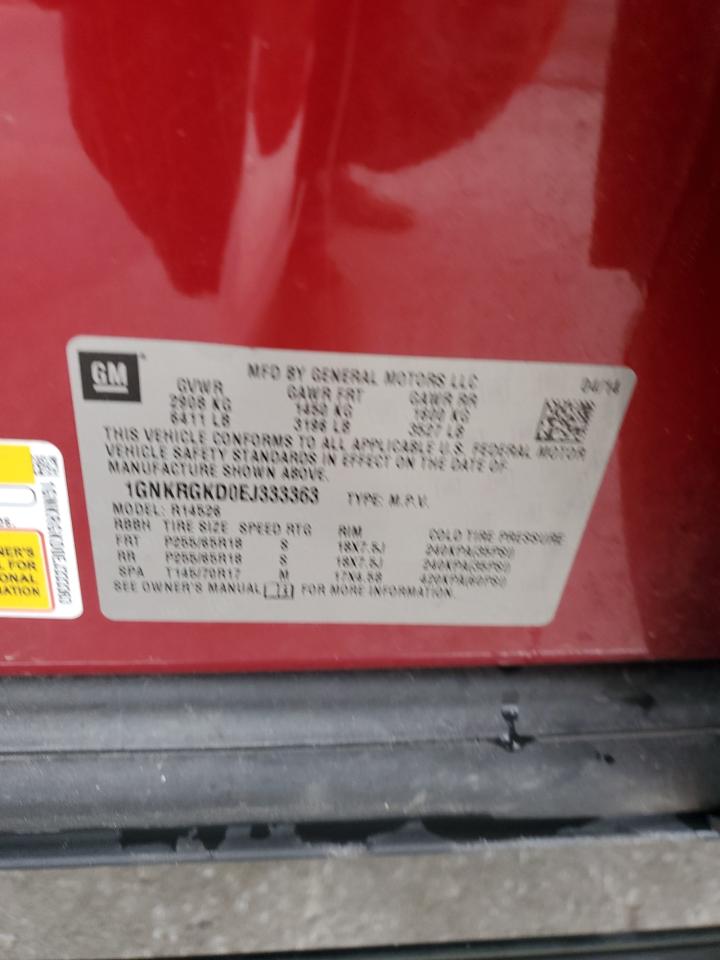 GM
MFD BY GENERAL MOTORS LLC
04/14
GVWR GAWR FRT GAWR RR
2908 KG 1450 KG 1600 KG
6411 LB 3196 LB 3527 LB
THIS VEHICLE CONFORMS TO ALL APPLICABLE U.S. FEDERAL MOTOR
VEHICLE SAFETY STANDARDS IN EFFECT ON THE DATE OF
MANUFACTURE SHOWN ABOVE.
1GNKRGKD0EJ333363 TYPE: M.P.V.
MODEL: R14526
RBBH TIRE SIZE SPEED RTG RIM COLD TIRE PRESSURE
FRT P255/65R18 S 18X7.5J 240KPA(35PSI)
RR P255/65R18 S 18X7.5J 240KPA(35PSI)
SPA T145/70R17 M 17X4.5B 420KPA(60PSI)
SEE OWNER'S MANUAL FOR MORE INFORMATION.
NER'S
L FOR
IONAL
MATION